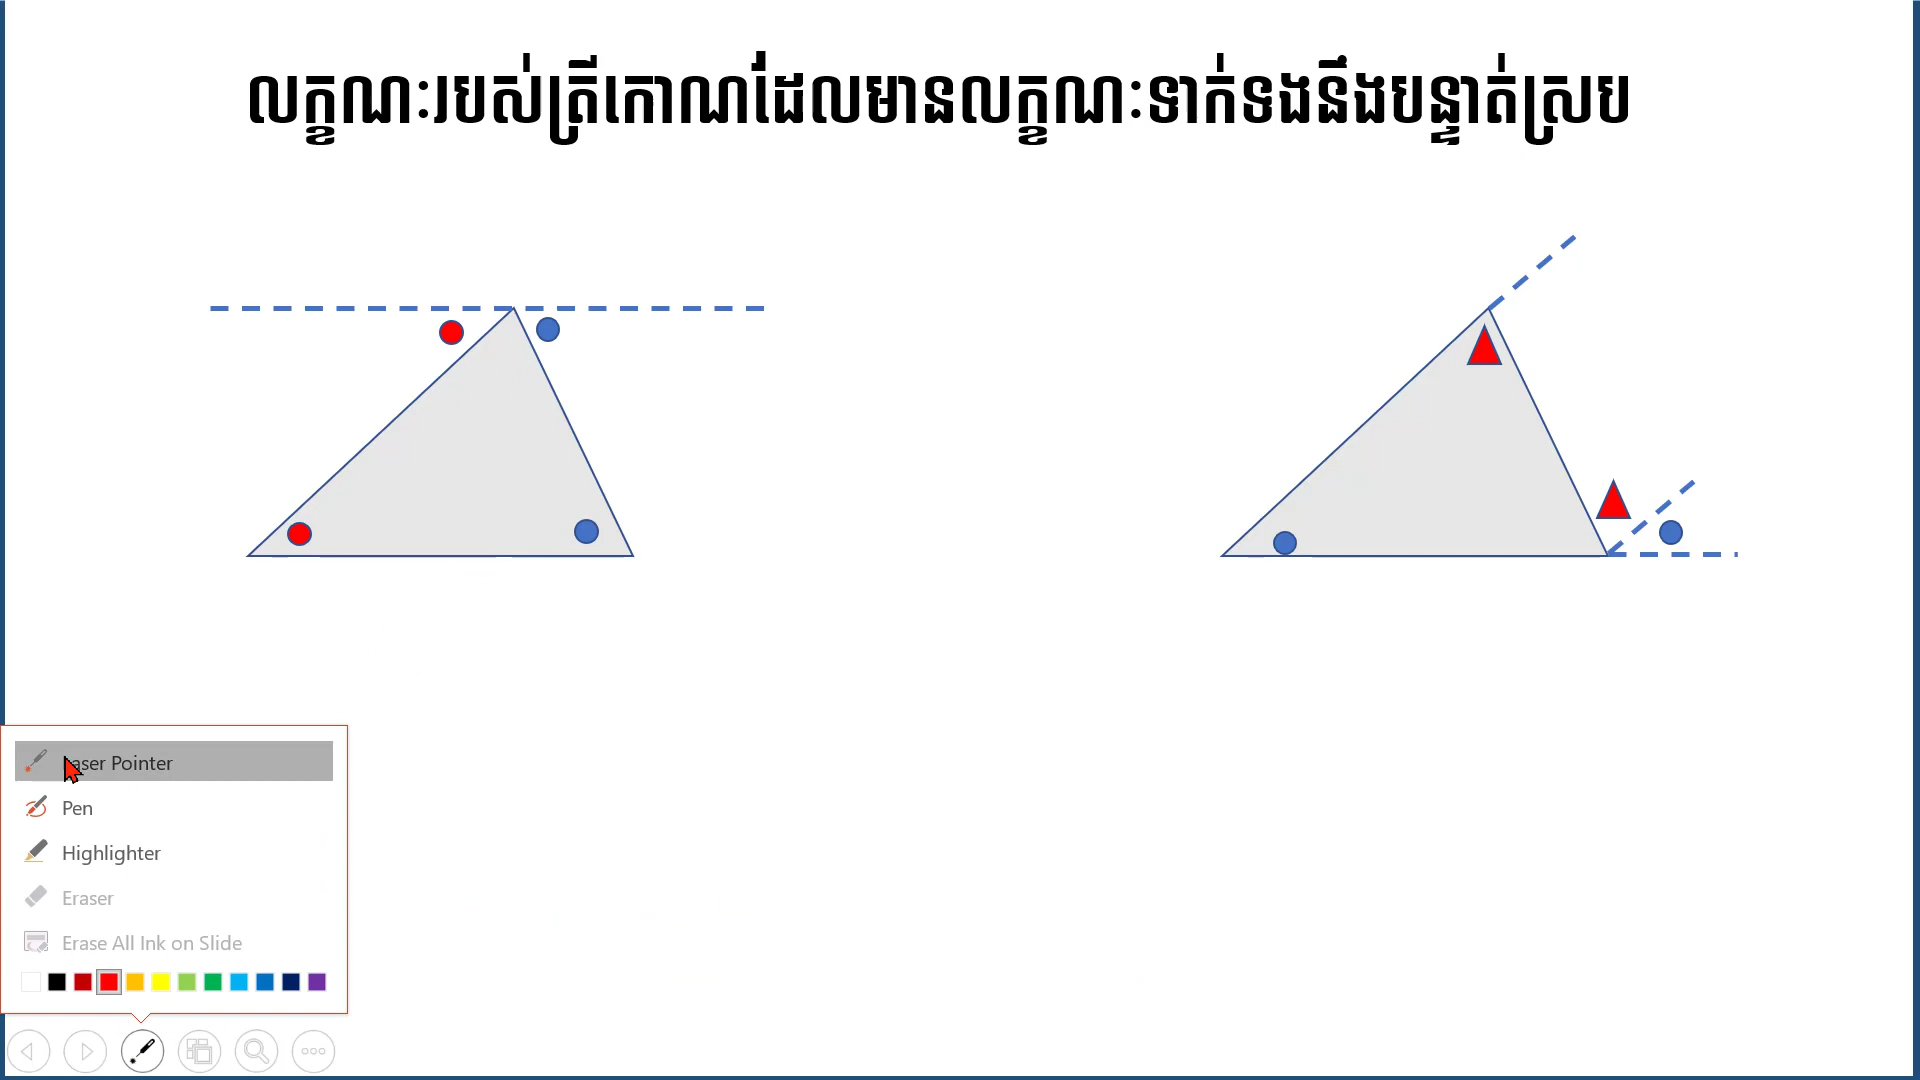 លក្ខណៈរបស់ត្រីកោណដែលមានលក្ខណៈទាក់ទងនឹងបន្ទាត់ស្រប
Pointer
Pen
Highlighter
Eraser
Erase All Ink on Slide